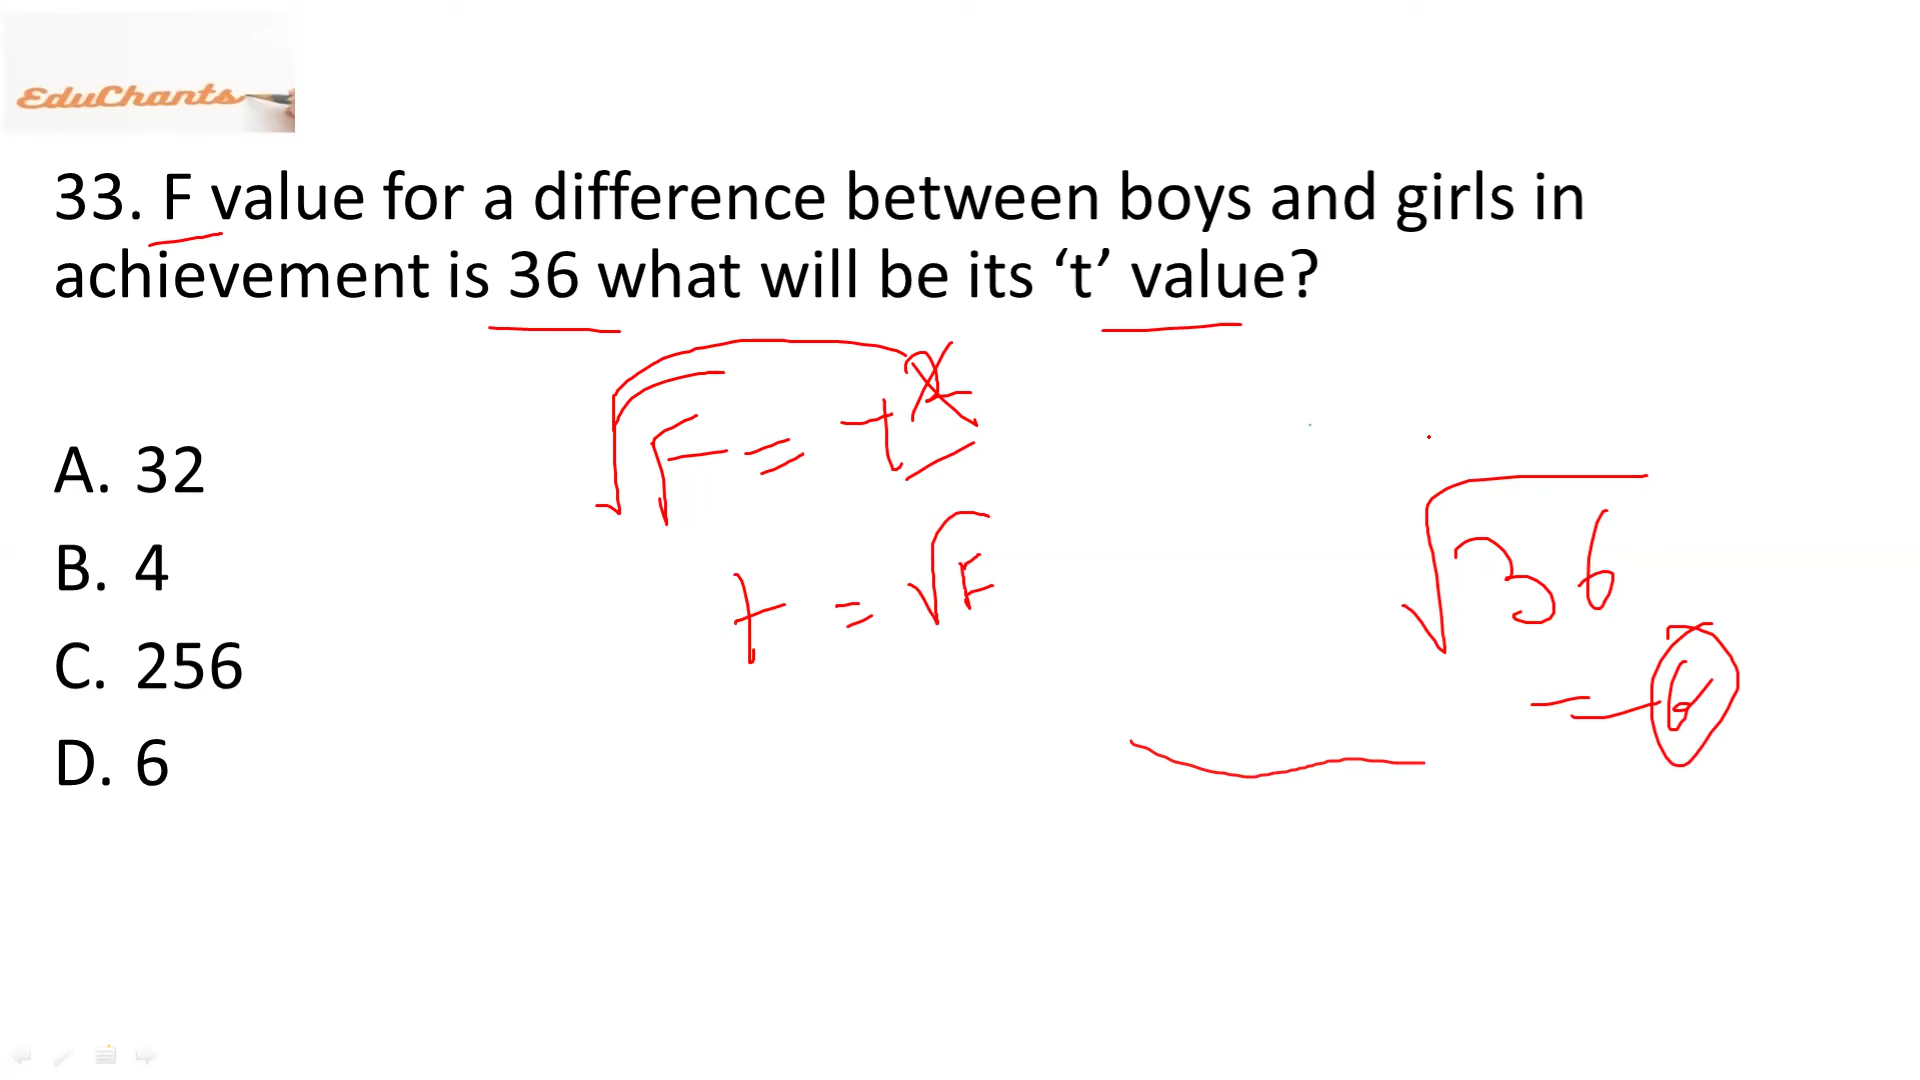 EduChants
33. F value for a difference between boys and girls in
achievement is 36 what will be its ‘t’ value?
√F = t²
t = √F
√36
= 6
A. 32
B. 4
C. 256
D. 6